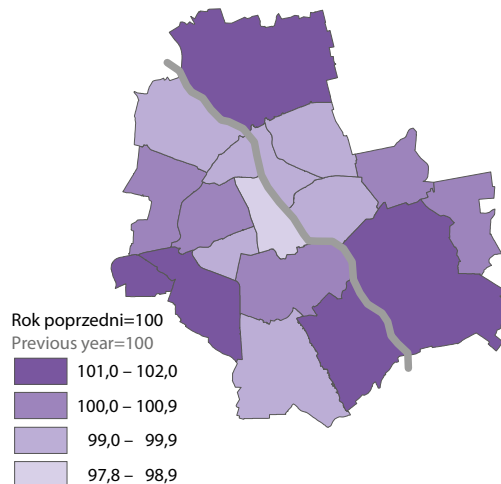 Rok poprzedni=100
Previous year=100
101,0 – 102,0
100,0 – 100,9
99,0 – 99,9
97,8 – 98,9